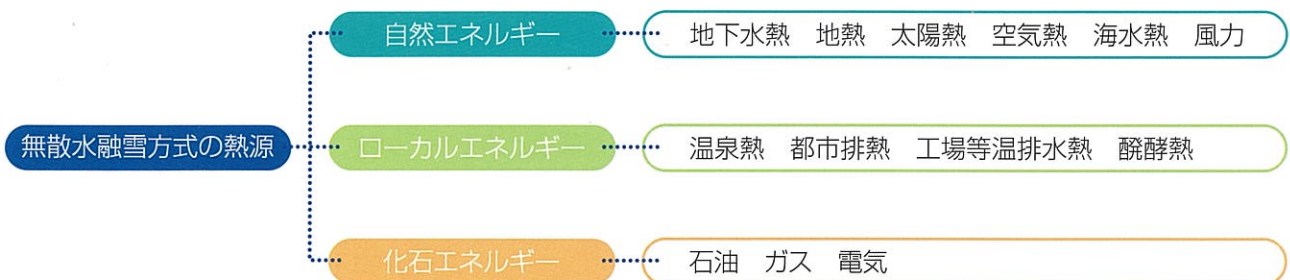 自然エネルギー
地下水熱 地熱 太陽熱 空気熱 海水熱 風力
無散水融雪方式の熱源
ローカルエネルギー
温泉熱 都市排熱 工場等温排水熱 醗酵熱
化石エネルギー
石油 ガス 電気